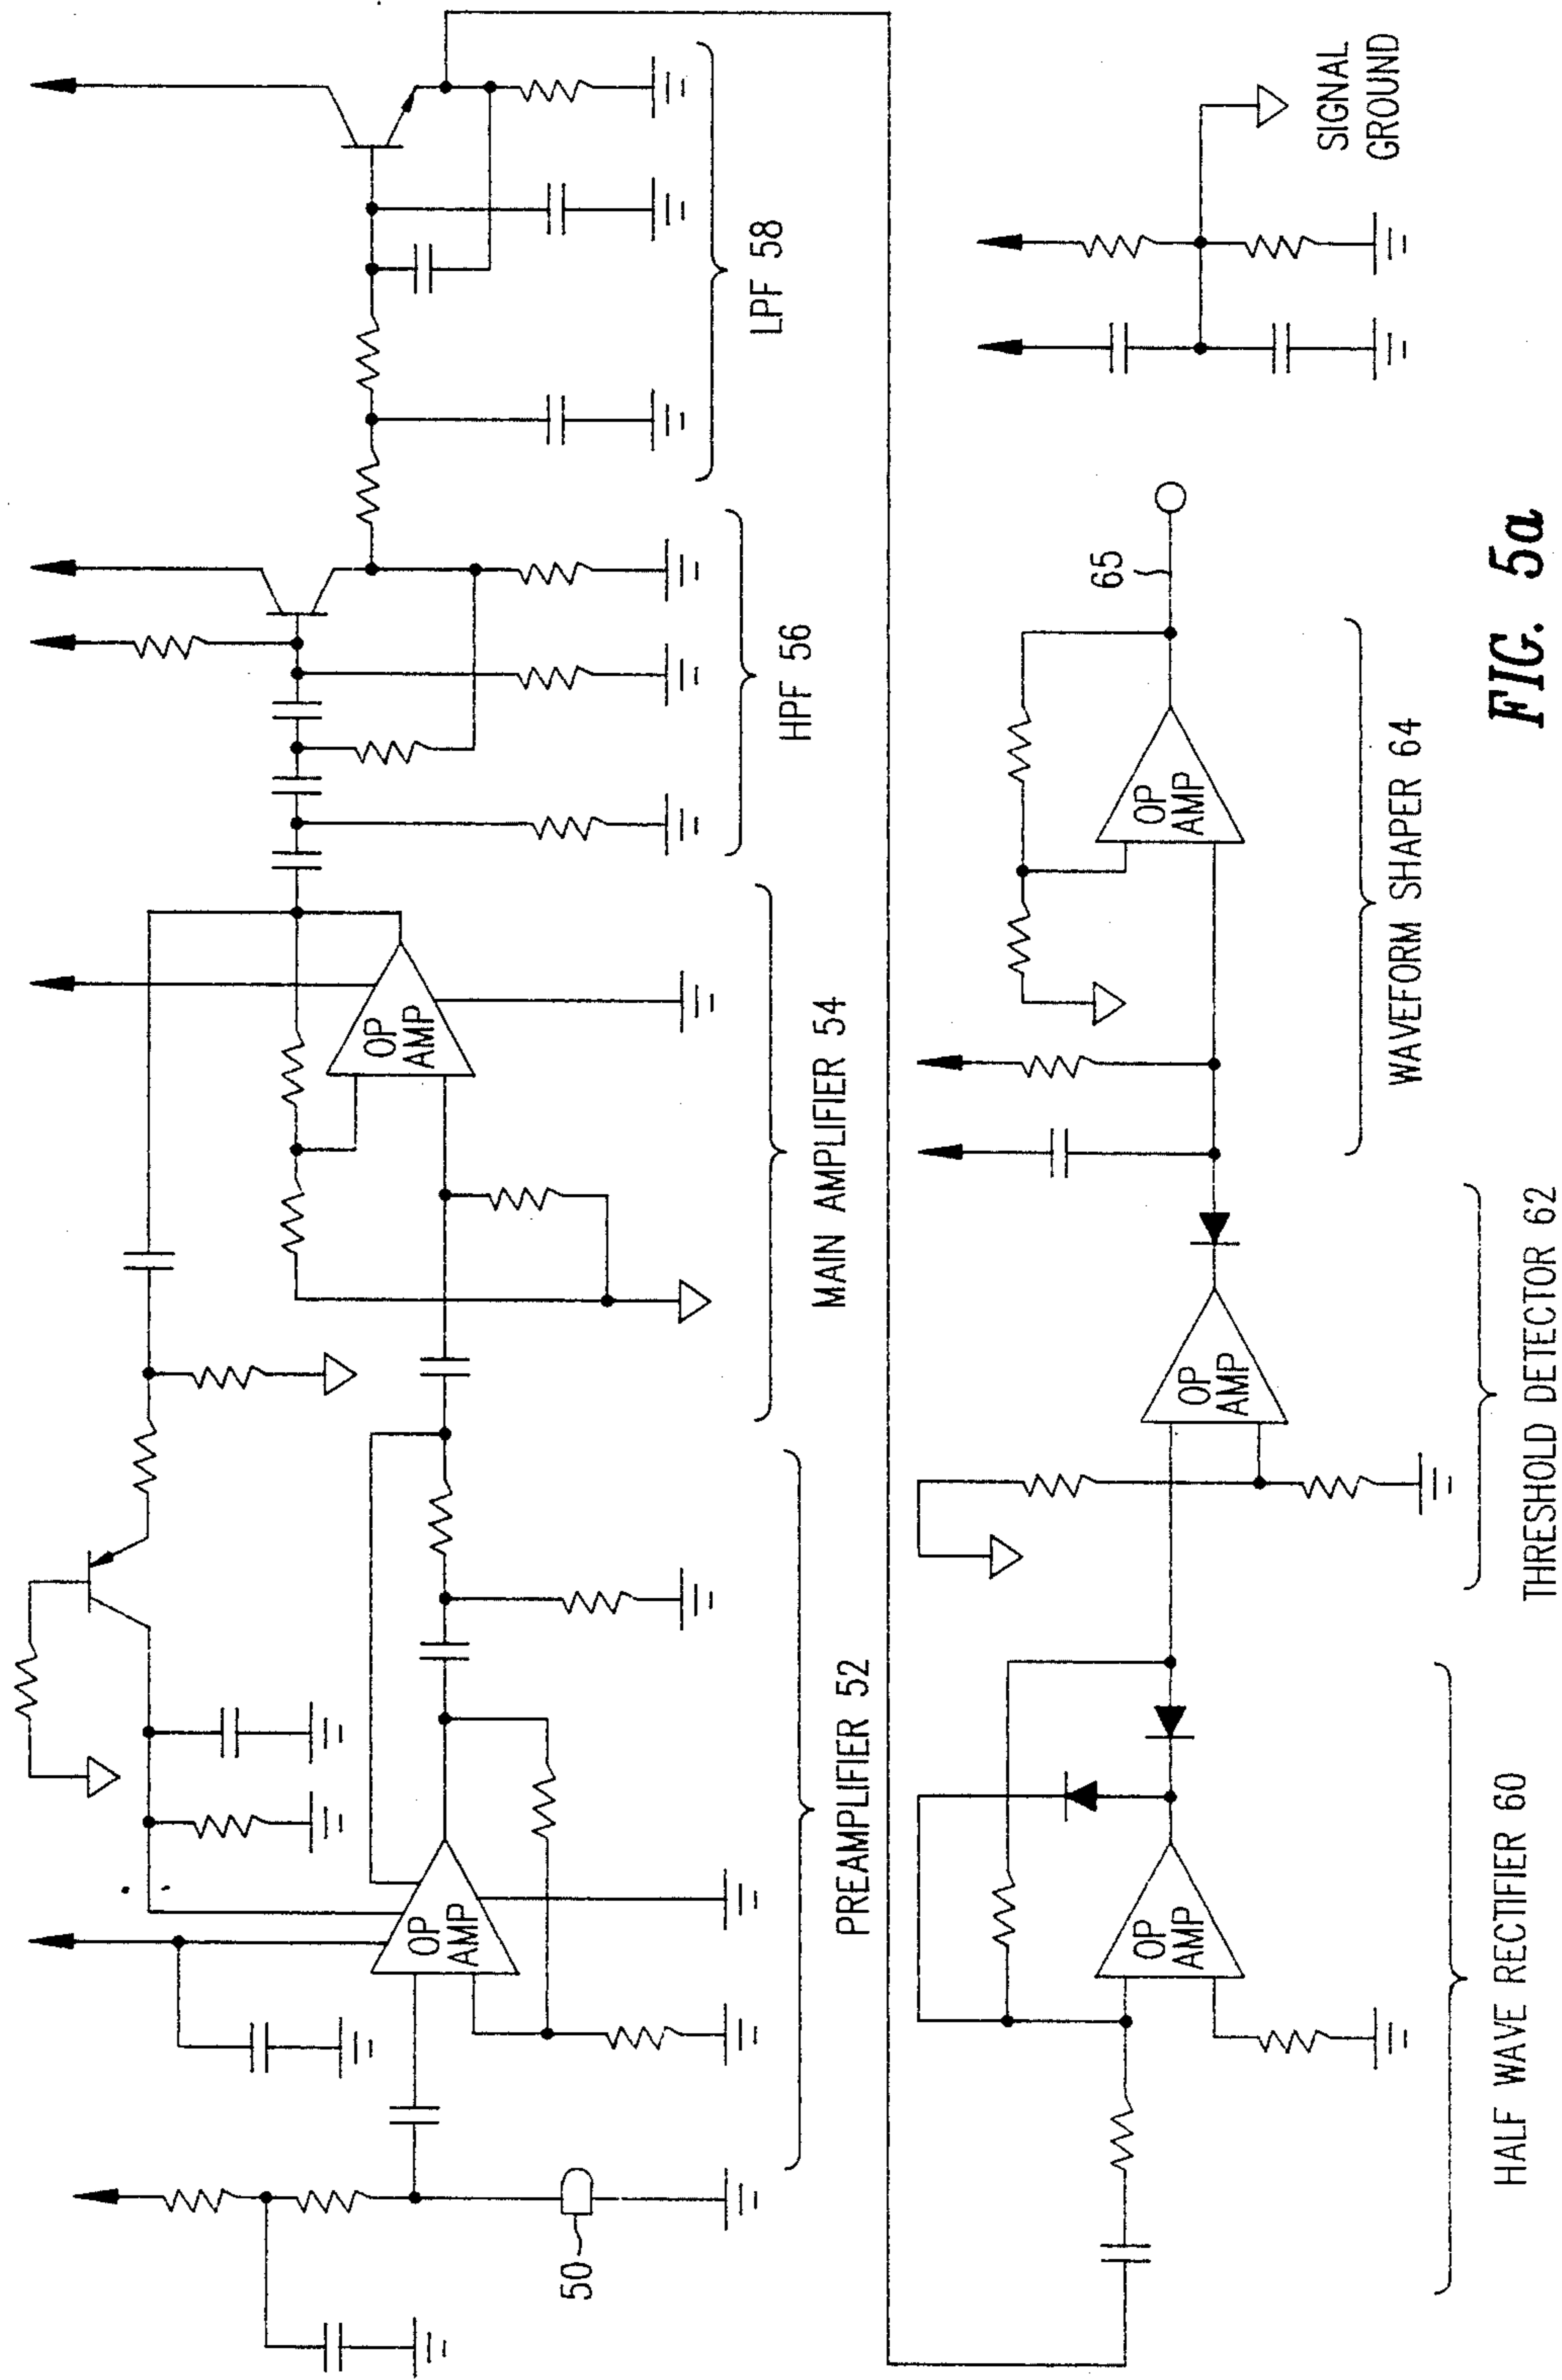 50
OP
AMP
PREAMPLIFIER 52
OP
AMP
MAIN AMPLIFIER 54
HPF 56
LPF 58
OP
AMP
HALF WAVE RECTIFIER 60
OP
AMP
THRESHOLD DETECTOR 62
OP
AMP
65
WAVEFORM SHAPER 64
SIGNAL
GROUND
FIG. 5a